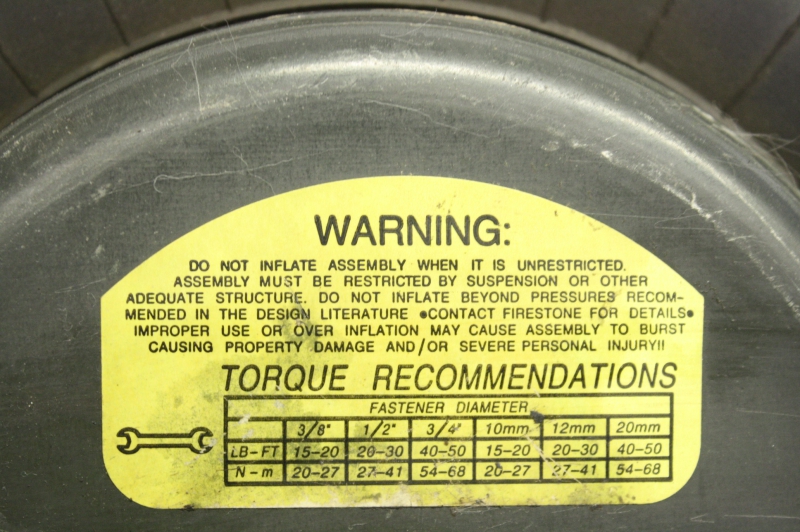 WARNING:
DO NOT INFLATE ASSEMBLY WHEN IT IS UNRESTRICTED.
ASSEMBLY MUST BE RESTRICTED BY SUSPENSION OR OTHER
ADEQUATE STRUCTURE. DO NOT INFLATE BEYOND PRESSURES RECOM-
MENDED IN THE DESIGN LITERATURE •CONTACT FIRESTONE FOR DETAILS•
IMPROPER USE OR OVER INFLATION MAY CAUSE ASSEMBLY TO BURST
CAUSING PROPERTY DAMAGE AND/OR SEVERE PERSONAL INJURY!!
TORQUE RECOMMENDATIONS
FASTENER DIAMETER
3/8" 1/2" 3/4" 10mm 12mm 20mm
LB-FT 15-20 20-30 40-50 15-20 20-30 40-50
N-m 20-27 27-41 54-68 20-27 27-41 54-68